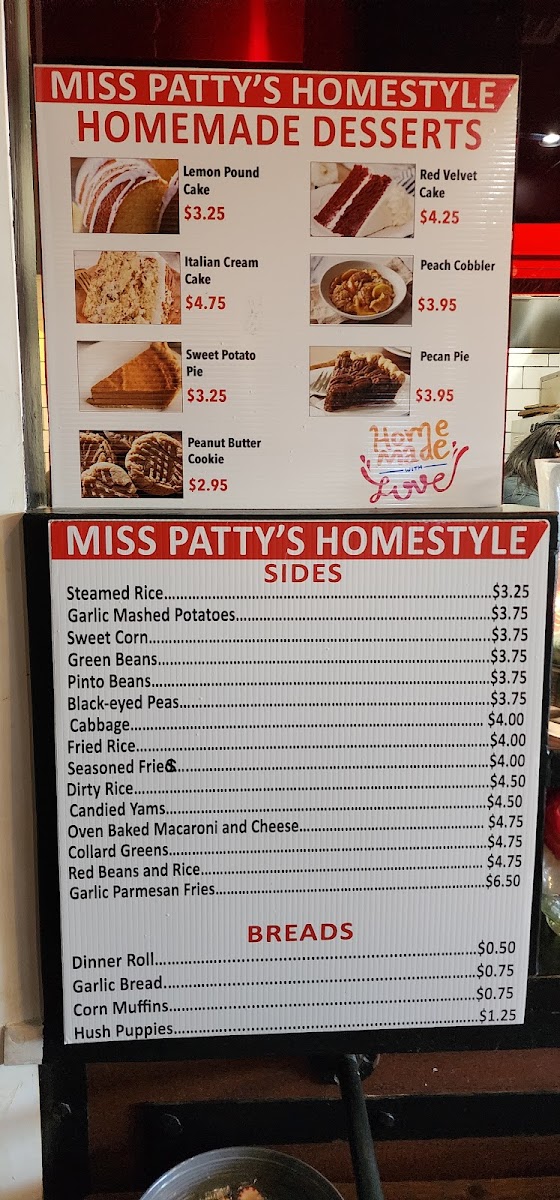 MISS PATTY'S HOMESTYLE
HOMEMADE DESSERTS
Lemon Pound
Cake
$3.25
Red Velvet
Cake
$4.25
Italian Cream
Cake
$4.75
Peach Cobbler
$3.95
Sweet Potato
Pie
$3.25
Pecan Pie
$3.95
Peanut Butter
Cookie
$2.95
Home
made
WITH
Love
MISS PATTY'S HOMESTYLE
SIDES
Steamed Rice $3.25
Garlic Mashed Potatoes $3.75
Sweet Corn $3.75
Green Beans $3.75
Pinto Beans $3.75
Black-eyed Peas $3.75
Cabbage $4.00
Fried Rice $4.00
Seasoned Fries $4.00
Dirty Rice $4.50
Candied Yams $4.50
Oven Baked Macaroni and Cheese $4.75
Collard Greens $4.75
Red Beans and Rice $4.75
Garlic Parmesan Fries $6.50
BREADS
Dinner Roll $0.50
Garlic Bread $0.75
Corn Muffins $0.75
Hush Puppies $1.25